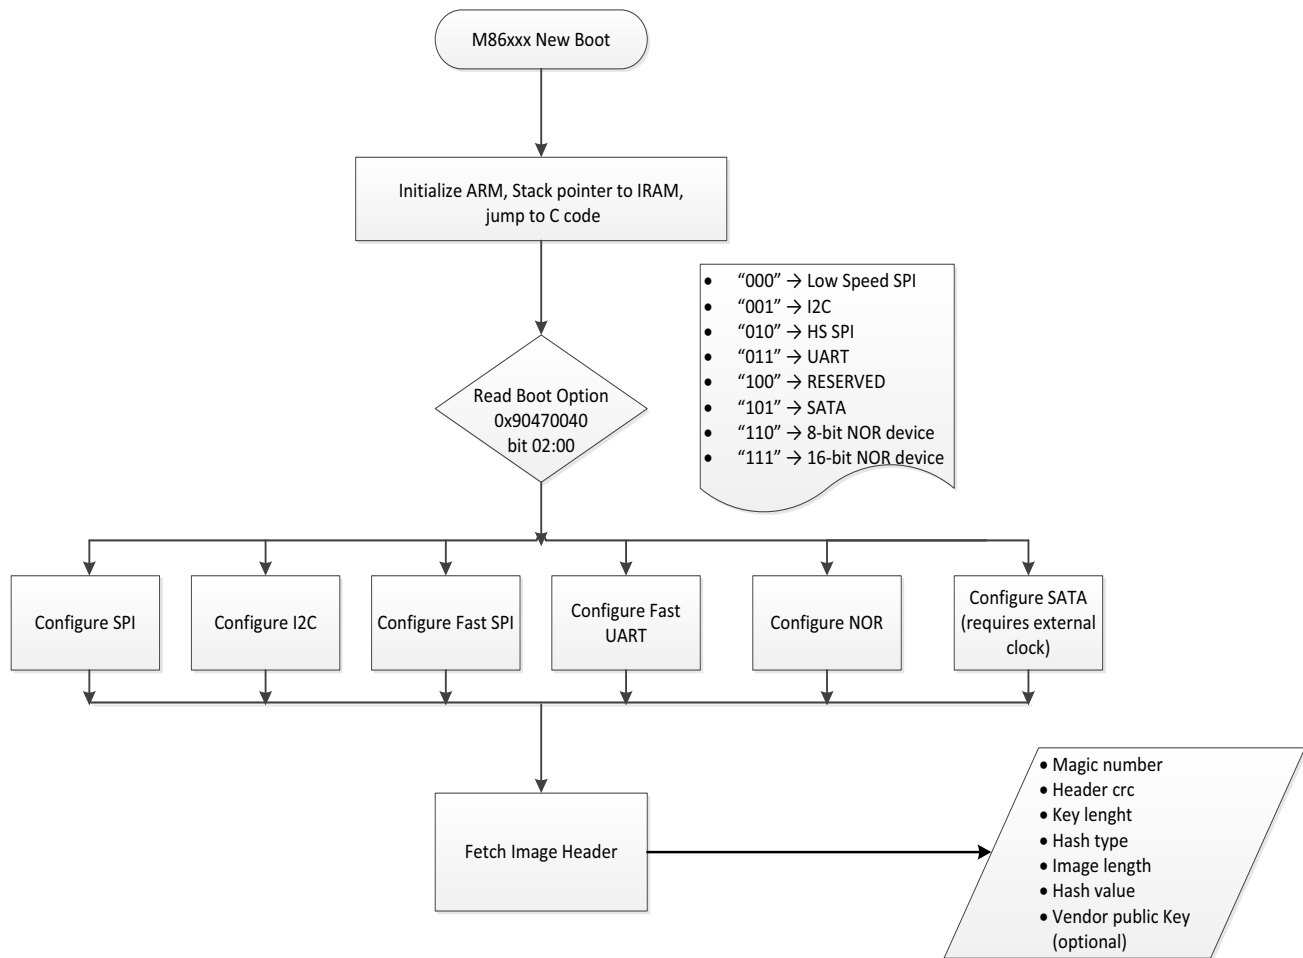 M86xxx New Boot
Initialize ARM, Stack pointer to IRAM,
jump to C code
• “000” → Low Speed SPI
• “001” → I2C
• “010” → HS SPI
• “011” → UART
• “100” → RESERVED
• “101” → SATA
• “110” → 8-bit NOR device
• “111” → 16-bit NOR device
Read Boot Option
0x90470040
bit 02:00
Configure SPI
Configure I2C
Configure Fast SPI
Configure Fast
UART
Configure NOR
Configure SATA
(requires external
clock)
Fetch Image Header
• Magic number
• Header crc
• Key lenght
• Hash type
• Image length
• Hash value
• Vendor public Key
(optional)